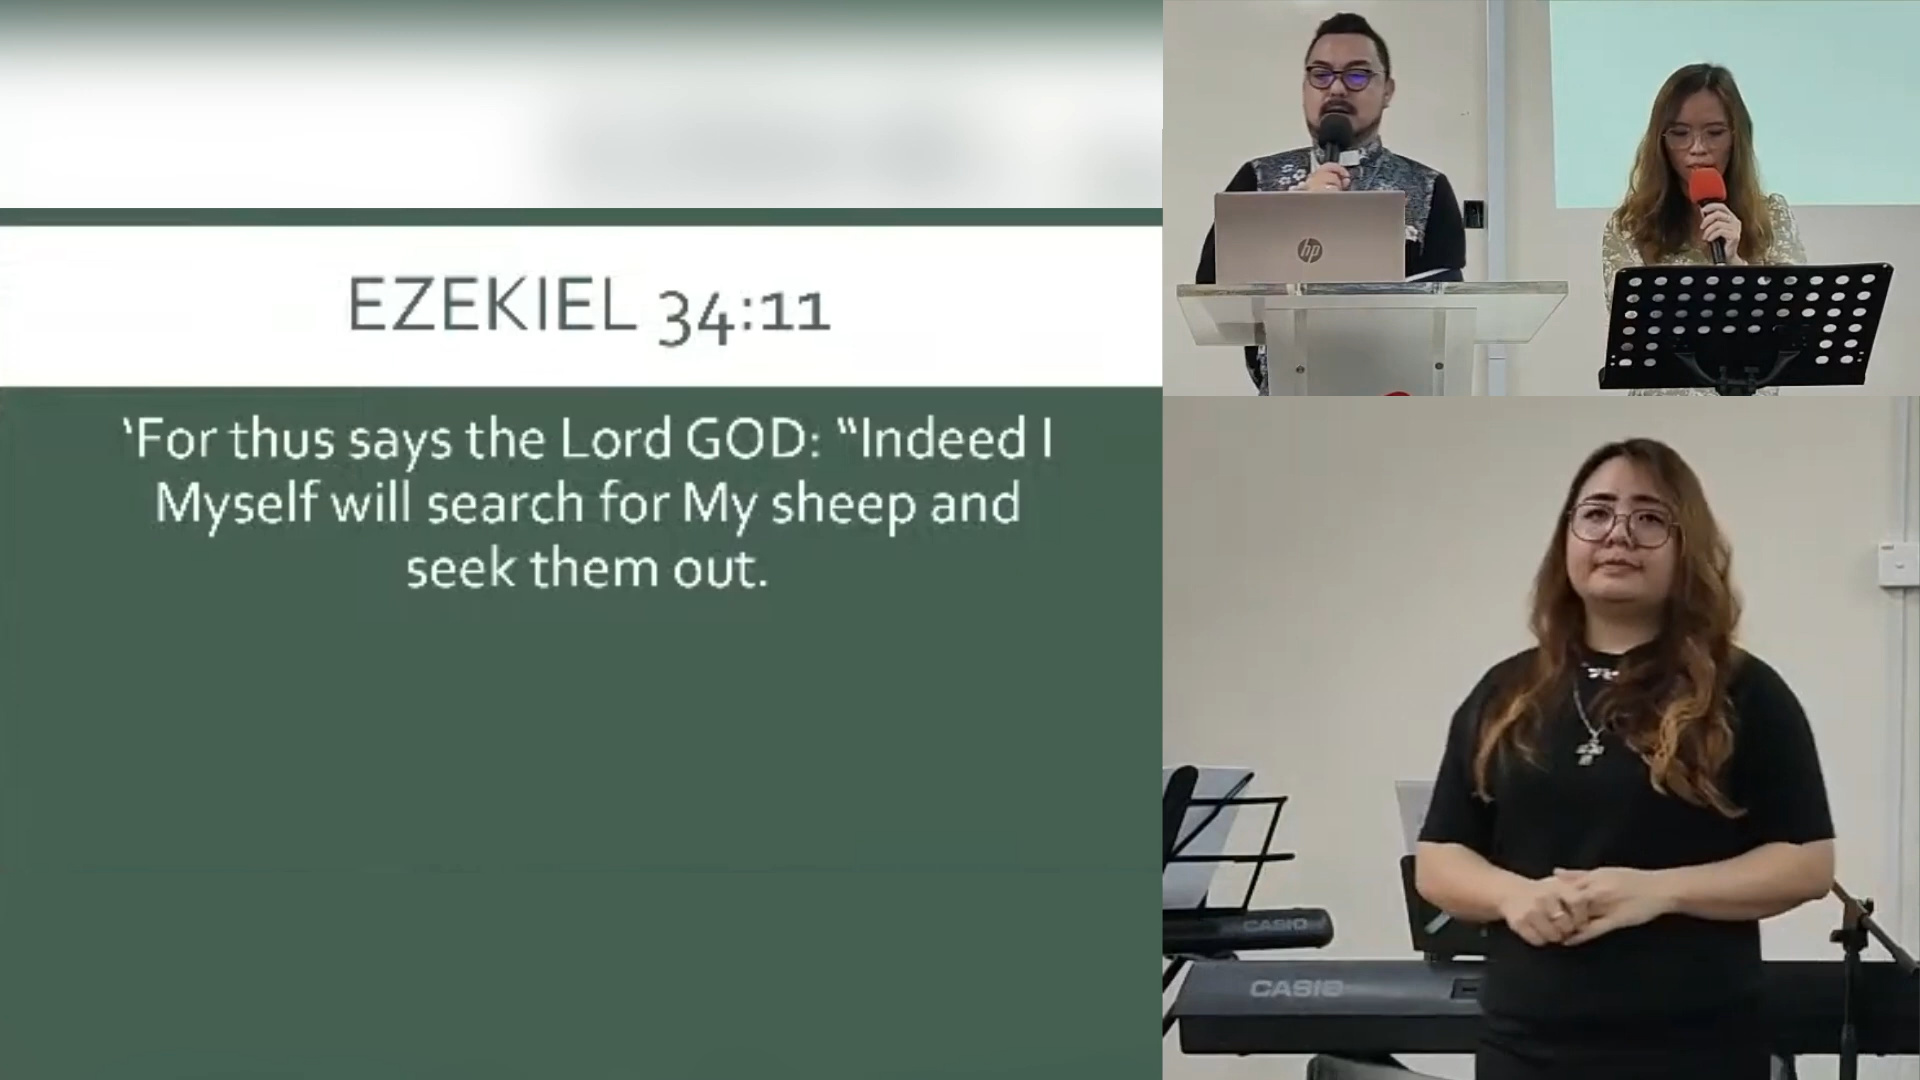 EZEKIEL 34:11
‘For thus says the Lord GOD: “Indeed I
Myself will search for My sheep and
seek them out.
hp
CASIO
CASIO